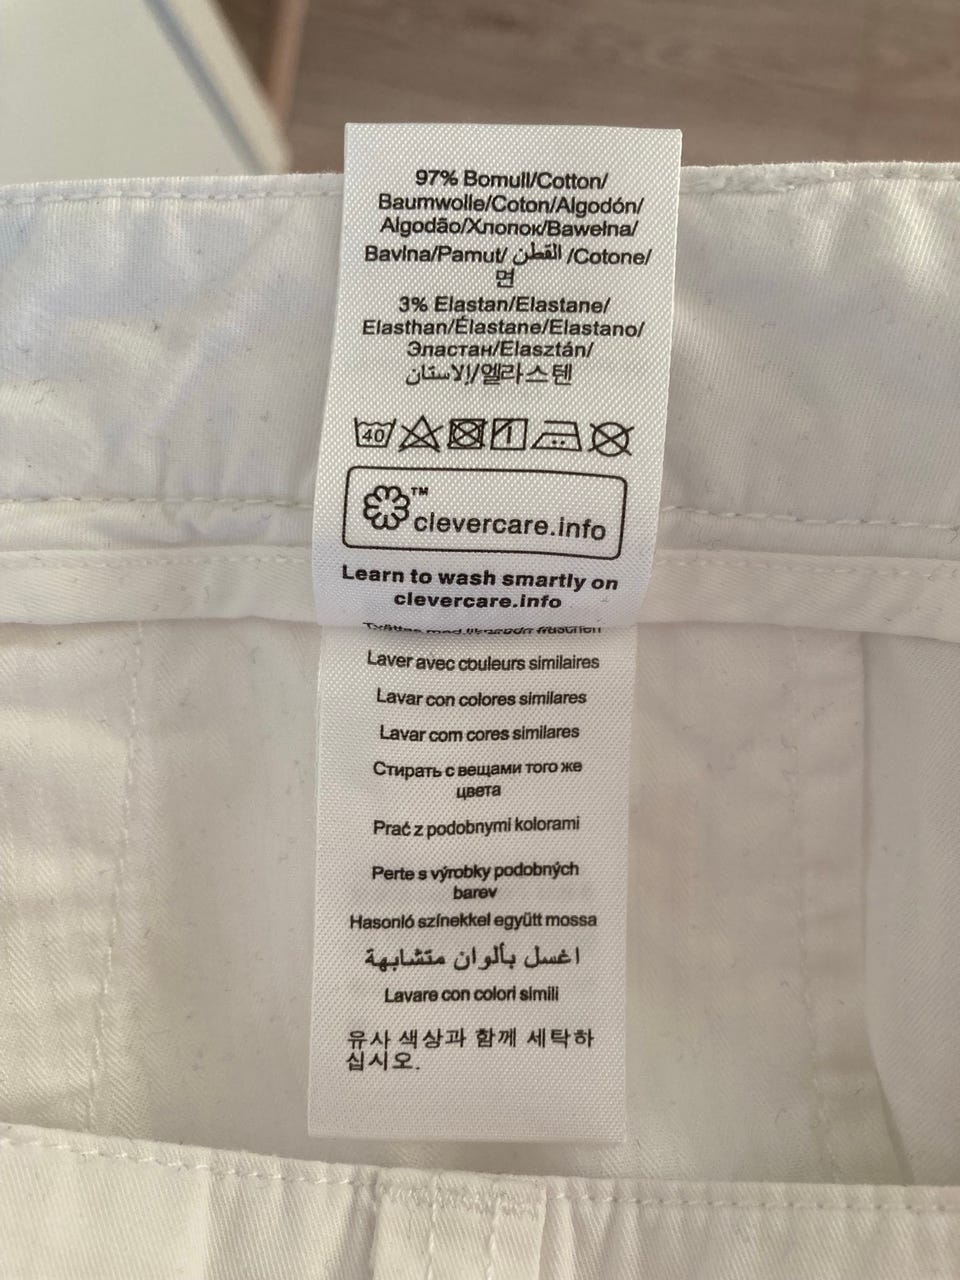 97% Bomull/Cotton/
Baumwolle/Coton/Algodón/
Algodão/Хлопок/Bawełna/
Bavlna/Pamut/ القطن /Cotone/
면
3% Elastan/Elastane/
Elasthan/Élastane/Elastano/
Эластан/Elasztán/
الإستان/엘라스텐
40
clevercare.info
TM
Learn to wash smartly on
clevercare.info
Laver avec couleurs similaires
Lavar con colores similares
Lavar com cores similares
Стирать с вещами того же
цвета
Prać z podobnymi kolorami
Perte s výrobky podobných
barev
Hasonló színekkel együtt mossa
اغسل بألوان متشابهة
Lavare con colori simili
유사 색상과 함께 세탁하
십시오.